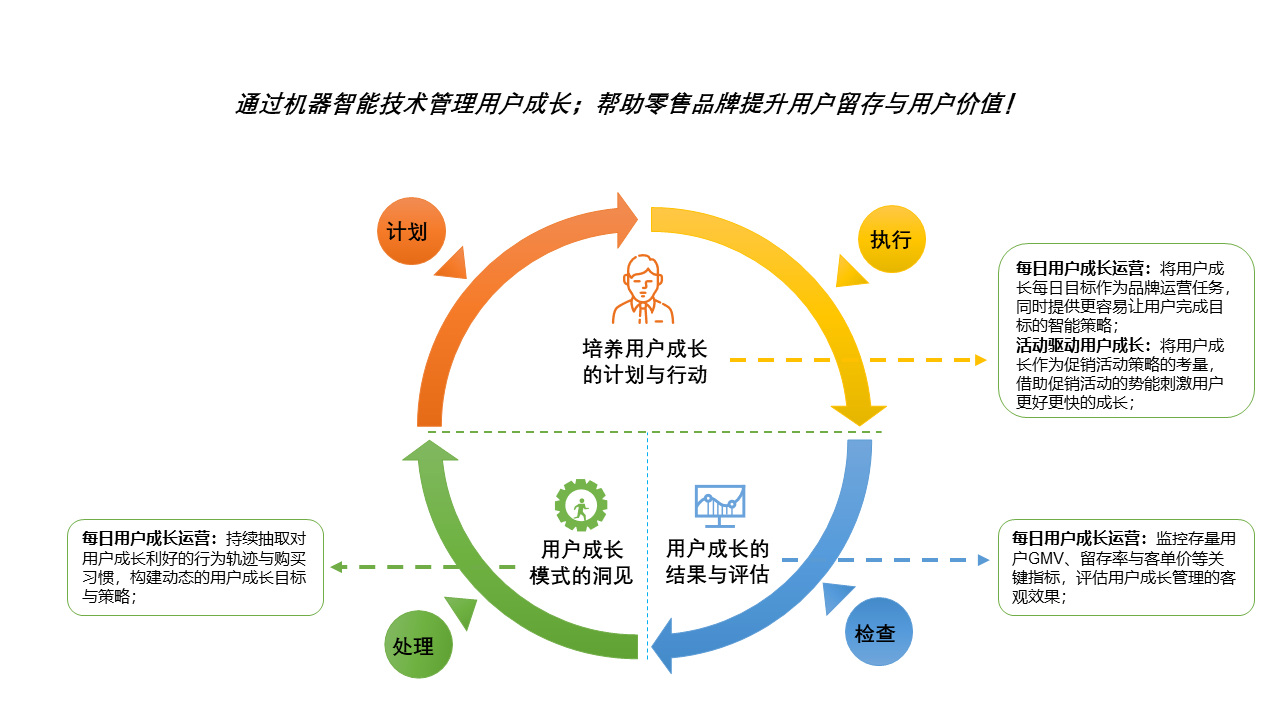 通过机器智能技术管理用户成长；帮助零售品牌提升用户留存与用户价值！
计划
执行
培养用户成长
的计划与行动
每日用户成长运营：将用户成
长每日目标作为品牌运营任务，
同时提供更容易让用户完成目
标的智能策略；
活动驱动用户成长：将用户成
长作为促销活动策略的考量，
借助促销活动的势能刺激用户
更好更快的成长；
用户成长
模式的洞见
用户成长的
结果与评估
每日用户成长运营：持续抽取对
用户成长利好的行为轨迹与购买
习惯，构建动态的用户成长目标
与策略；
每日用户成长运营：监控存量用
户GMV、留存率与客单价等关
键指标，评估用户成长管理的客
观效果；
处理
检查